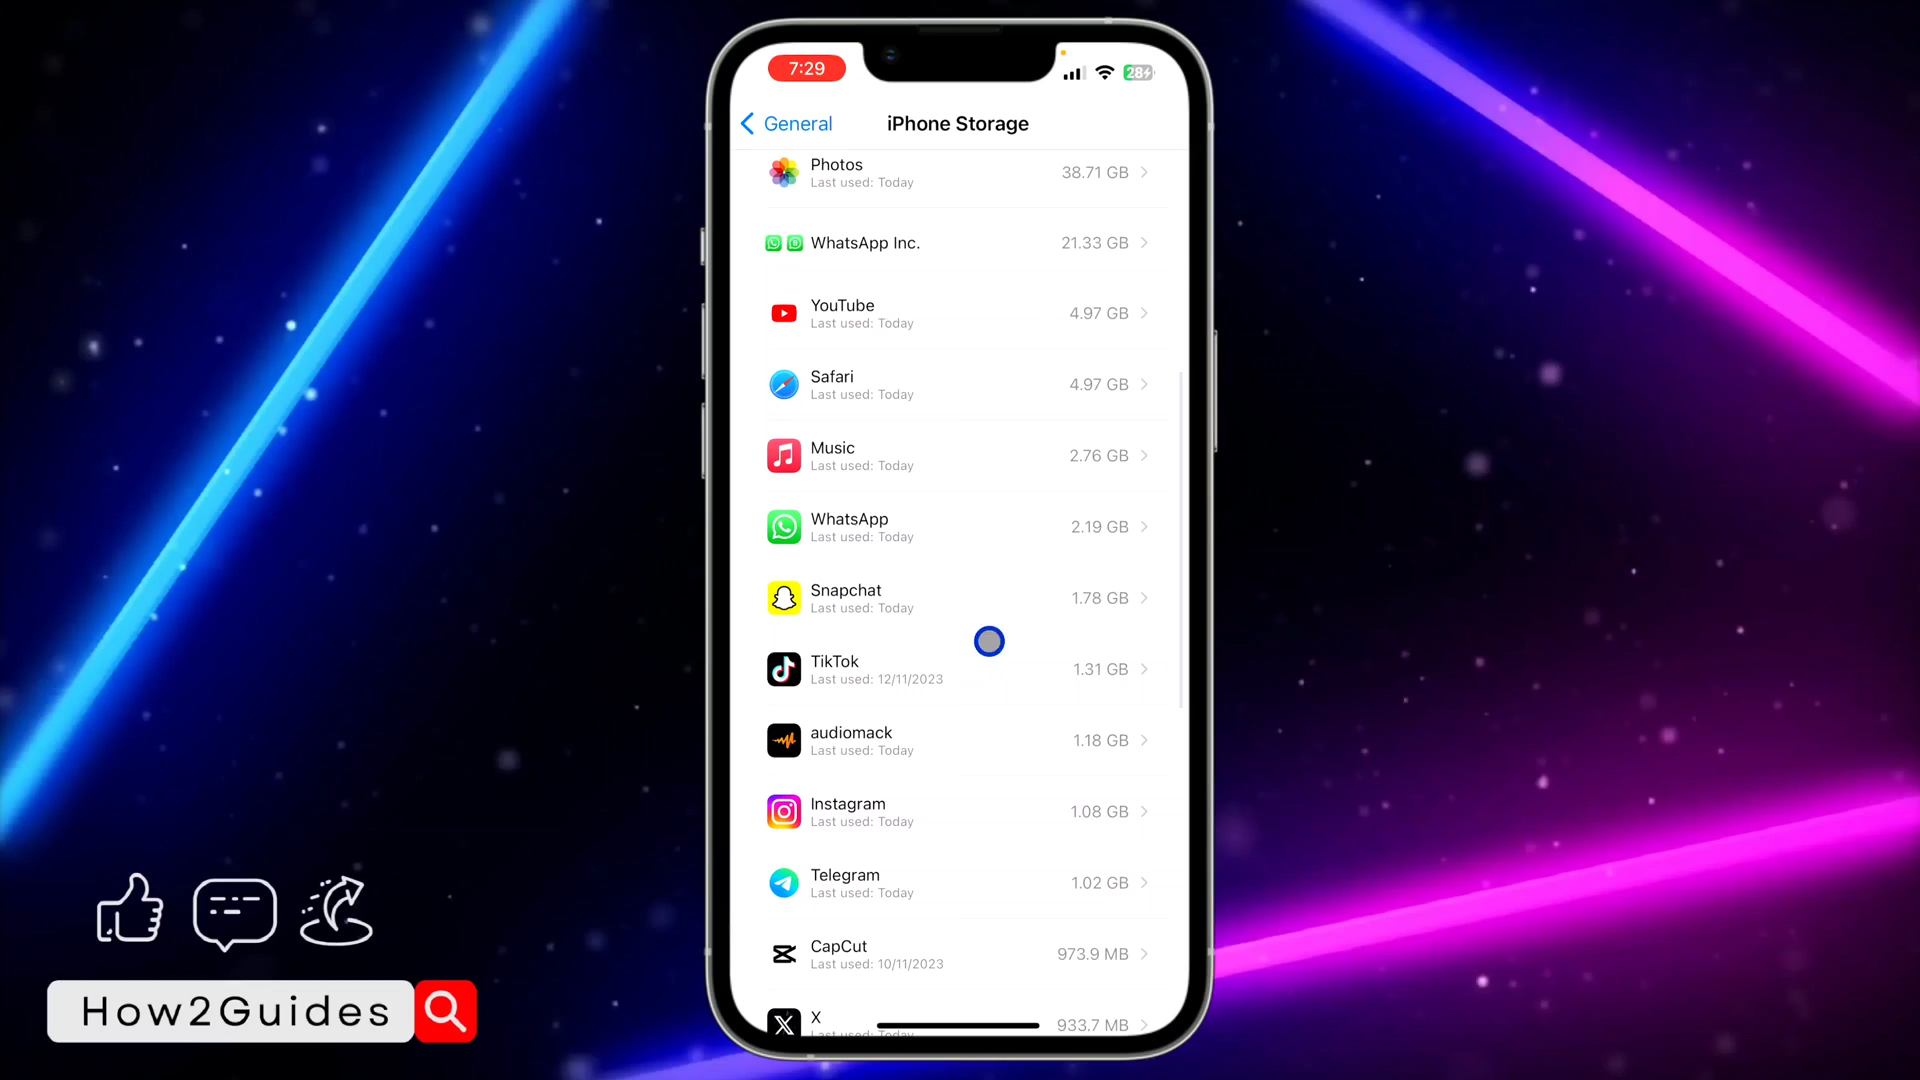 7:29
28
General
iPhone Storage
Photos
Last used: Today
38.71 GB
WhatsApp Inc.
21.33 GB
YouTube
Last used: Today
4.97 GB
Safari
Last used: Today
4.97 GB
Music
Last used: Today
2.76 GB
WhatsApp
Last used: Today
2.19 GB
Snapchat
Last used: Today
1.78 GB
TikTok
Last used: 12/11/2023
1.31 GB
audiomack
Last used: Today
1.18 GB
Instagram
Last used: Today
1.08 GB
Telegram
Last used: Today
1.02 GB
CapCut
Last used: 10/11/2023
973.9 MB
X
Last used: Today
933.7 MB
How2Guides